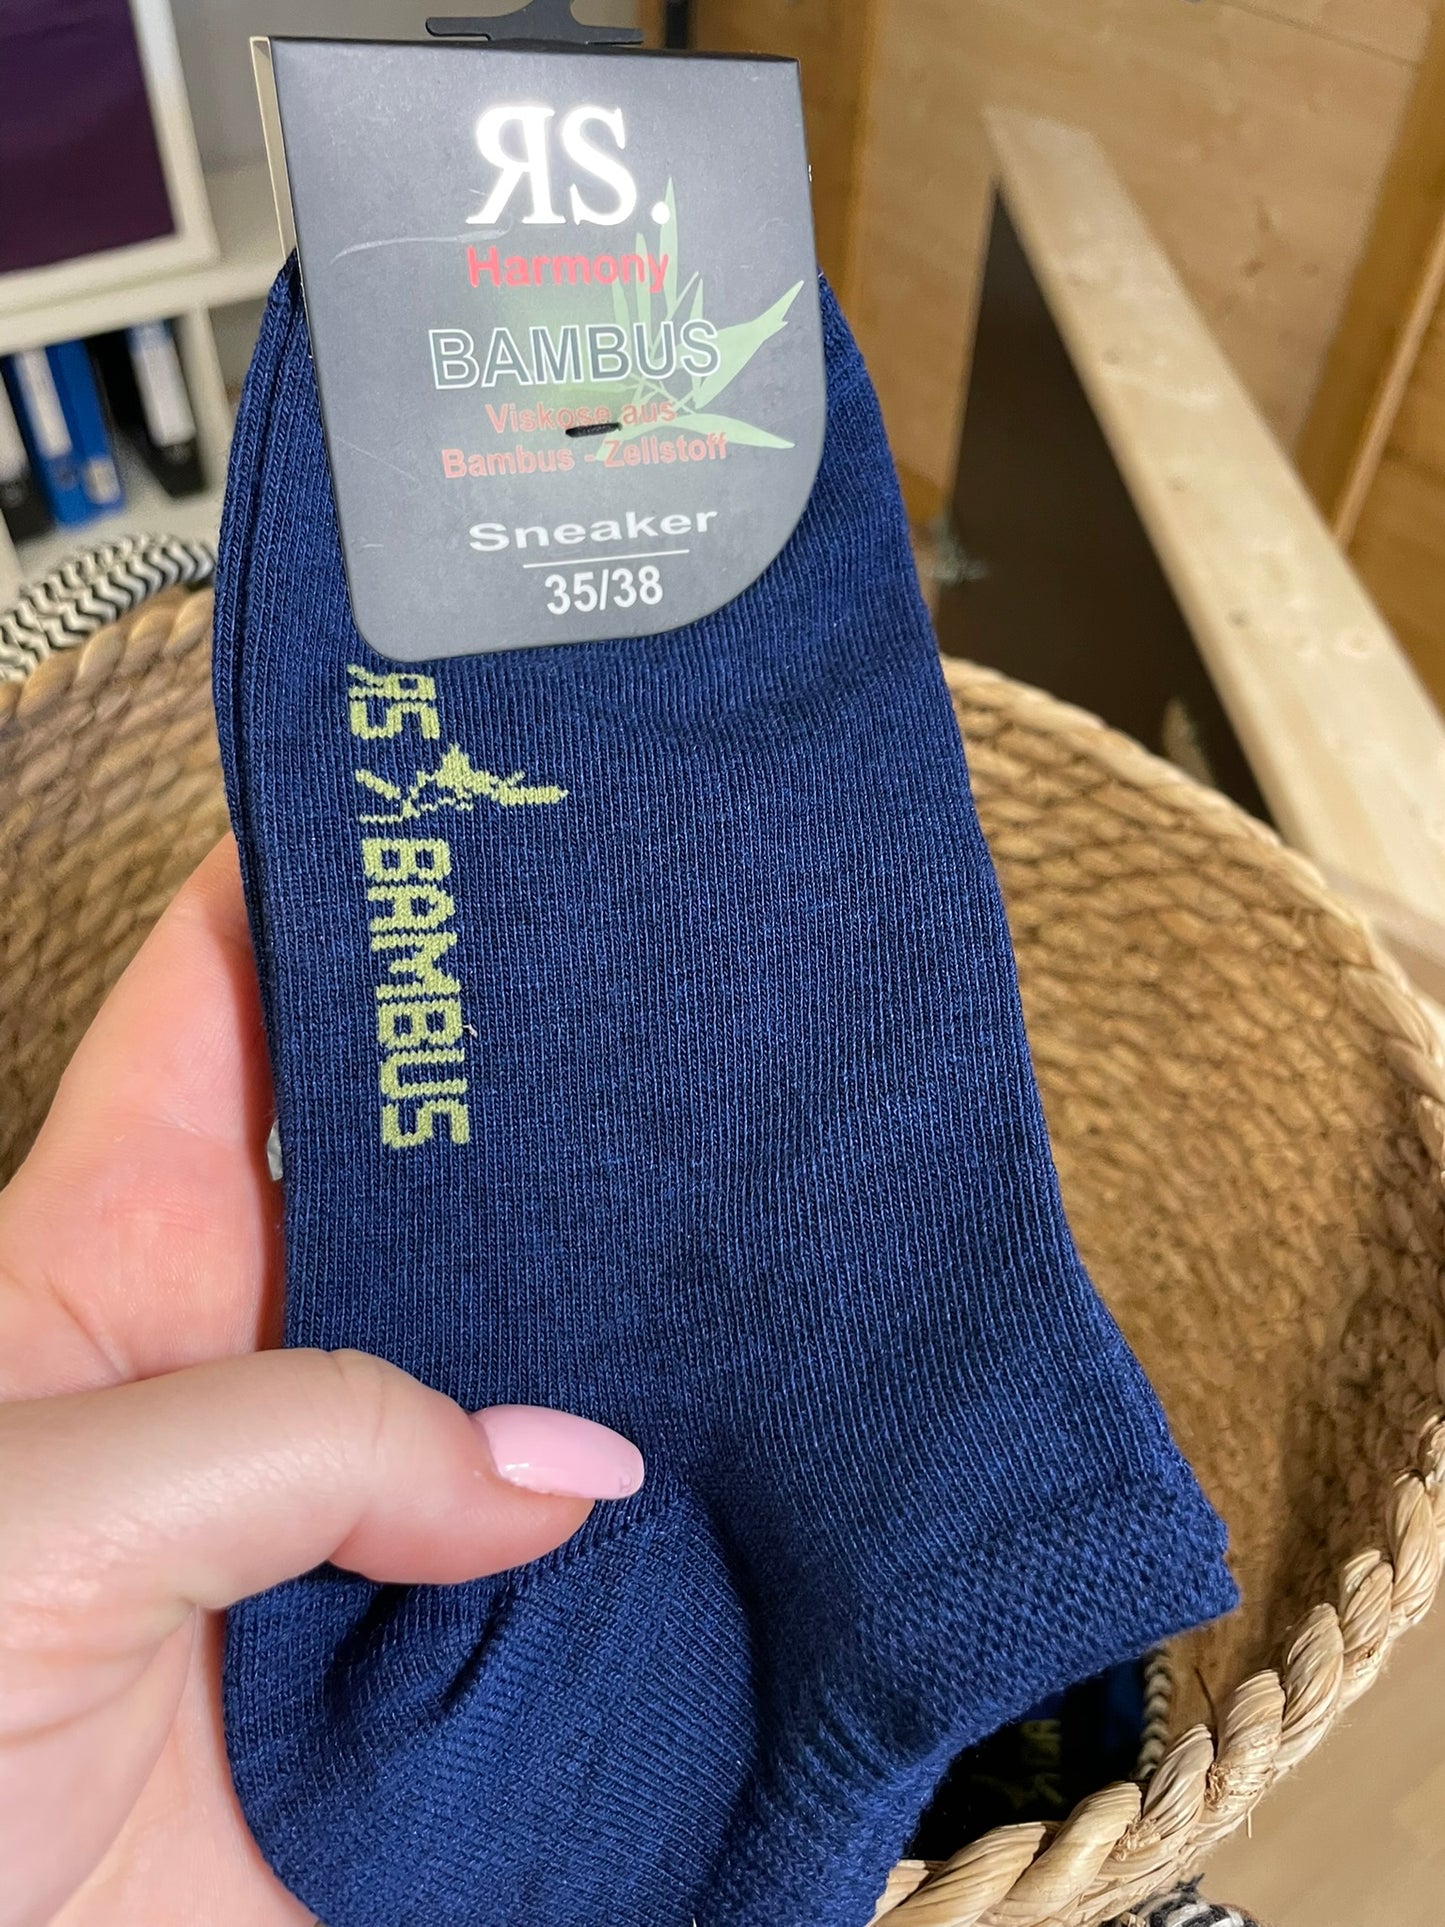 ЯS.
Harmony
BAMBUS
Viskose aus
Bambus - Zellstoff
Sneaker
35/38
ЯS
BAMBUS